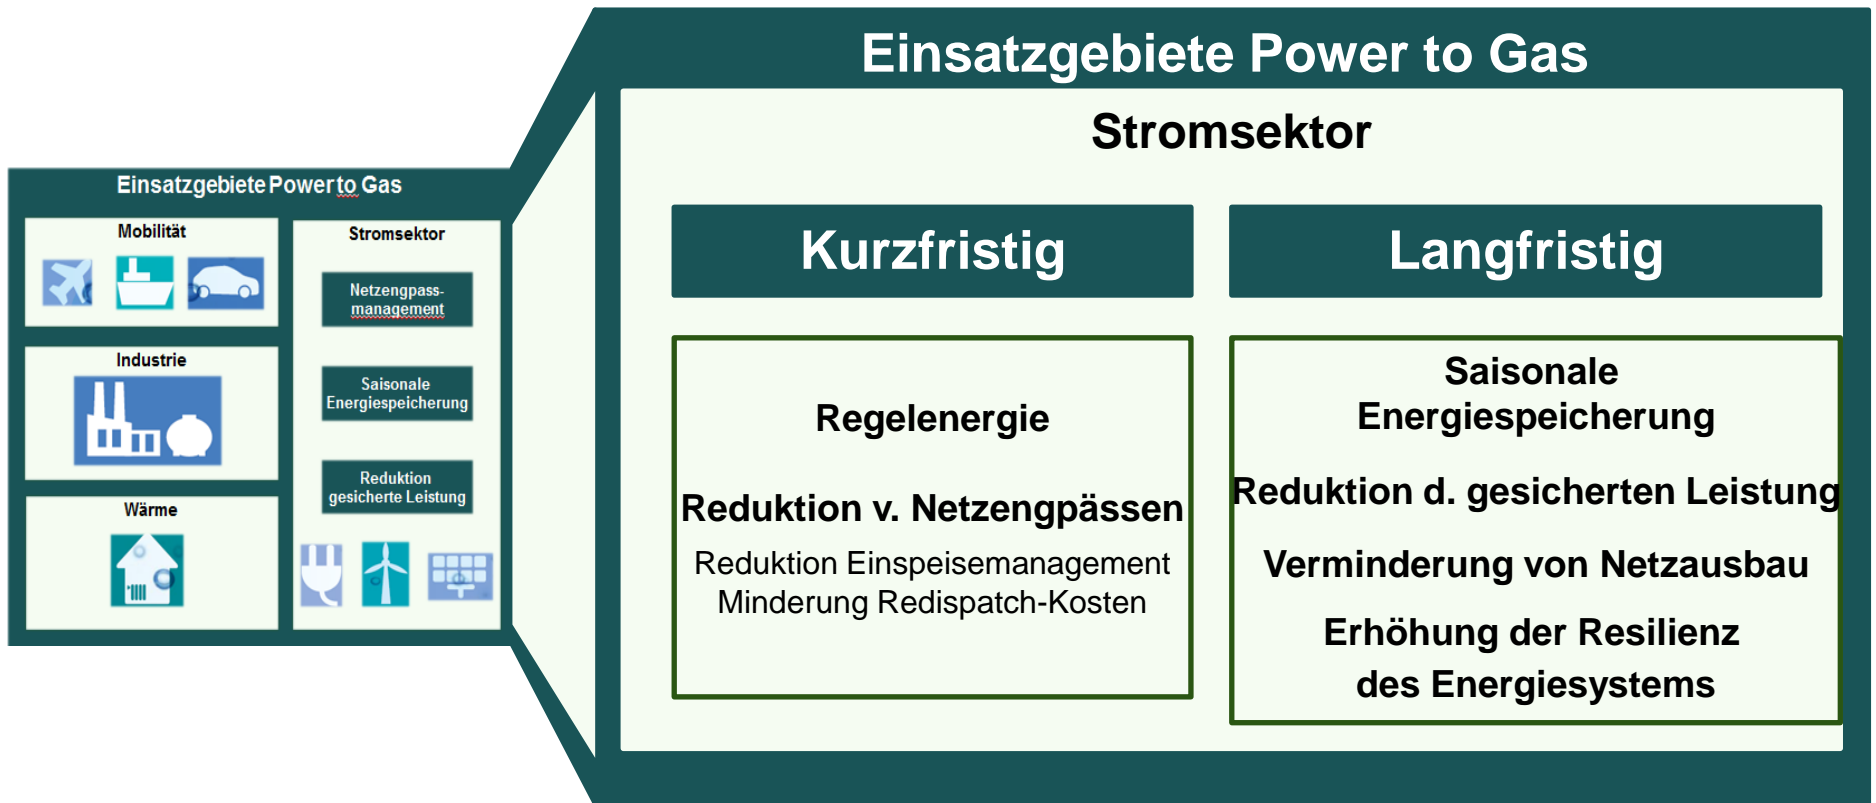 Einsatzgebiete Power to Gas
Mobilität
Industrie
Wärme
Stromsektor
Netzengpass-
management
Saisonale
Energiespeicherung
Reduktion
gesicherte Leistung
Einsatzgebiete Power to Gas
Stromsektor
Kurzfristig
Regelenergie
Reduktion v. Netzengpässen
Reduktion Einspeisemanagement
Minderung Redispatch-Kosten
Langfristig
Saisonale
Energiespeicherung
Reduktion d. gesicherten Leistung
Verminderung von Netzausbau
Erhöhung der Resilienz
des Energiesystems